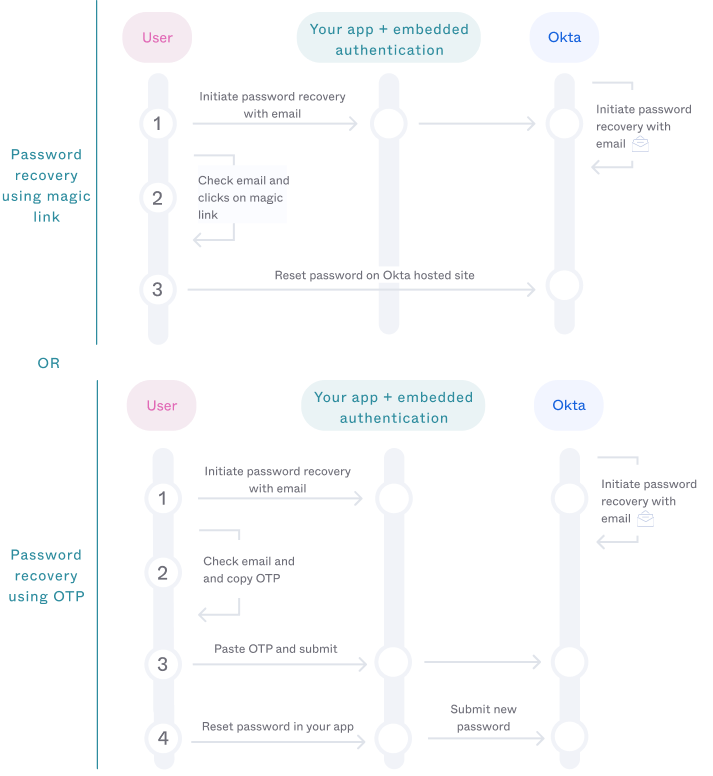 User
Your app + embedded
authentication
Okta
Password
recovery
using magic
link
1
Initiate password recovery
with email
Initiate password
recovery with
email
2
Check email and
clicks on magic
link
3
Reset password on Okta hosted site
OR
User
Your app + embedded
authentication
Okta
Password
recovery
using OTP
1
Initiate password recovery
with email
Initiate password
recovery with
email
2
Check email and
and copy OTP
3
Paste OTP and submit
4
Reset password in your app
Submit new
password